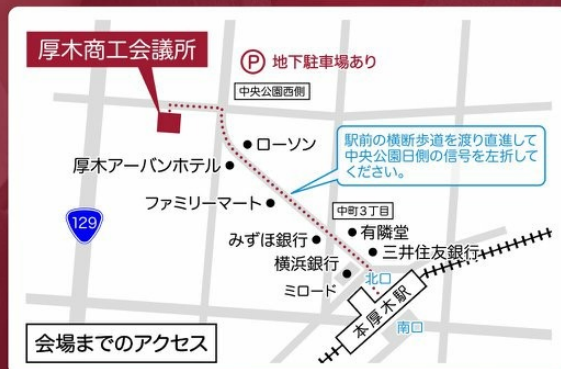 厚木商工会議所
P 地下駐車場あり
中央公園西側
ローソン
駅前の横断歩道を渡り直進して
中央公園日側の信号を左折して
ください。
厚木アーバンホテル
ファミリーマート
中町3丁目
129
有隣堂
みずほ銀行
三井住友銀行
横浜銀行
北口
ミロード
本厚木駅
南口
会場までのアクセス